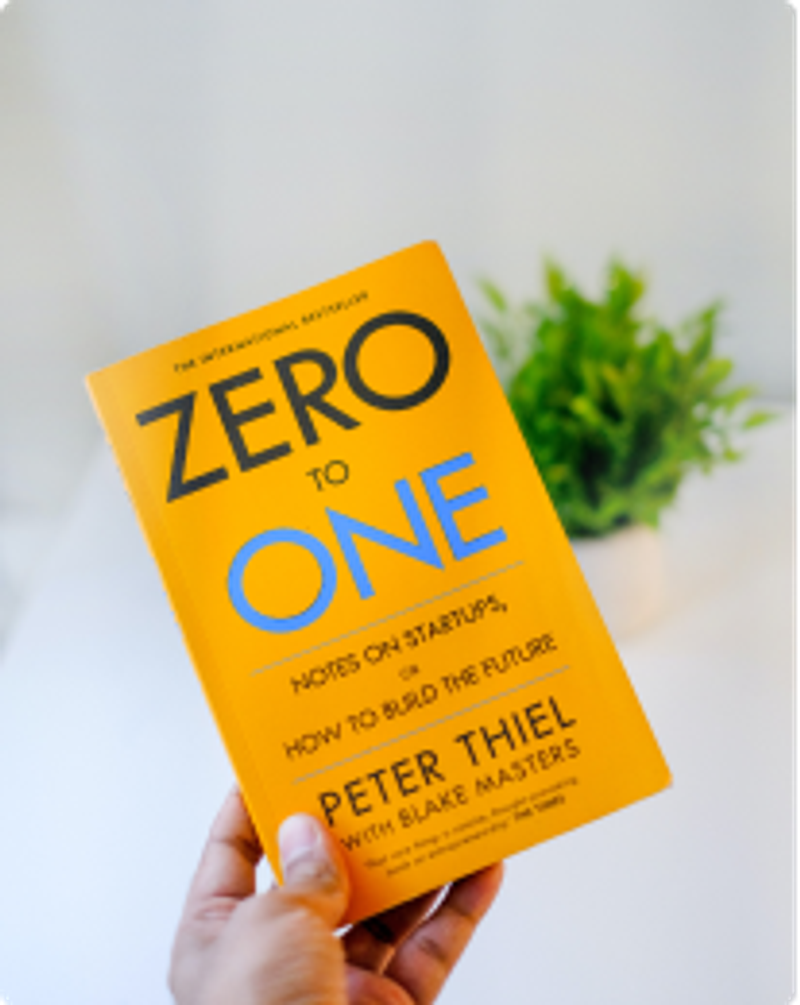 THE INTERNATIONAL BESTSELLER
ZERO
TO
ONE
NOTES ON STARTUPS,
OR
HOW TO BUILD THE FUTURE
PETER THIEL
WITH BLAKE MASTERS